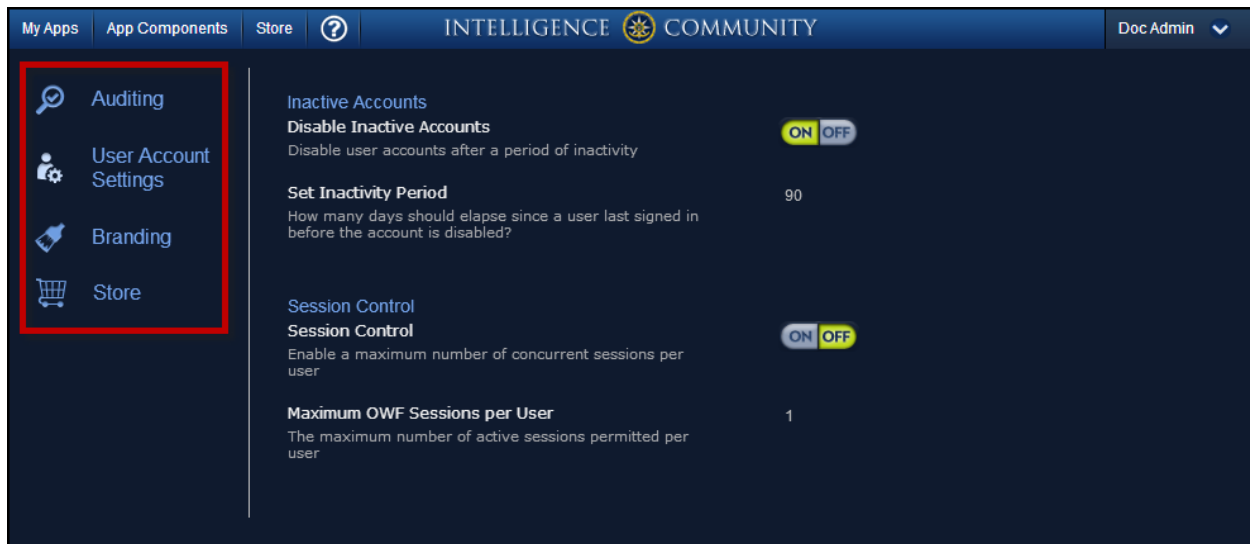 My Apps
App Components
Store
?
INTELLIGENCE COMMUNITY
Doc Admin
Auditing
User Account
Settings
Branding
Store
Inactive Accounts
Disable Inactive Accounts
ON OFF
Disable user accounts after a period of inactivity
Set Inactivity Period
90
How many days should elapse since a user last signed in
before the account is disabled?
Session Control
Session Control
ON OFF
Enable a maximum number of concurrent sessions per
user
Maximum OWF Sessions per User
1
The maximum number of active sessions permitted per
user